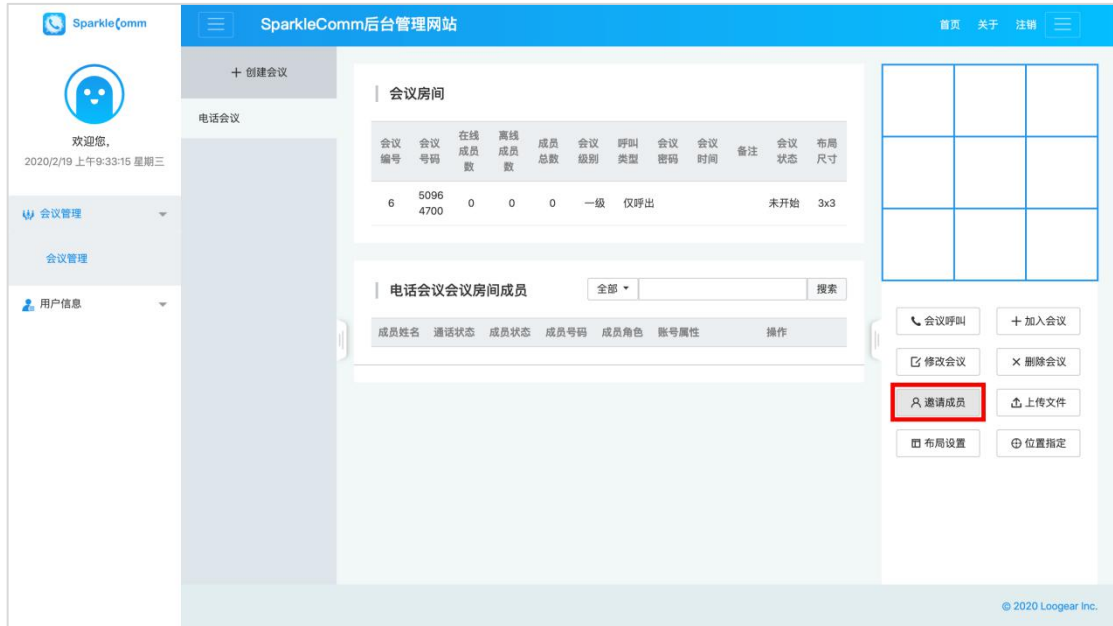 SparkleComm
SparkleComm后台管理网站
首页 关于 注销
欢迎您,
2020/2/19 上午9:33:15 星期三
会议管理
会议管理
用户信息
+ 创建会议
电话会议
会议房间
会议编号 会议号码 在线成员数 离线成员数 成员总数 会议级别 呼叫类型 会议密码 会议时间 备注 会议状态 布局尺寸
6 50964700 0 0 0 一级 仅呼出 未开始 3x3
电话会议会议房间成员 全部 搜索
成员姓名 通话状态 成员状态 成员号码 成员角色 账号属性 操作
会议呼叫 + 加入会议
修改会议 × 删除会议
邀请成员 上传文件
布局设置 位置指定
© 2020 Loogear Inc.